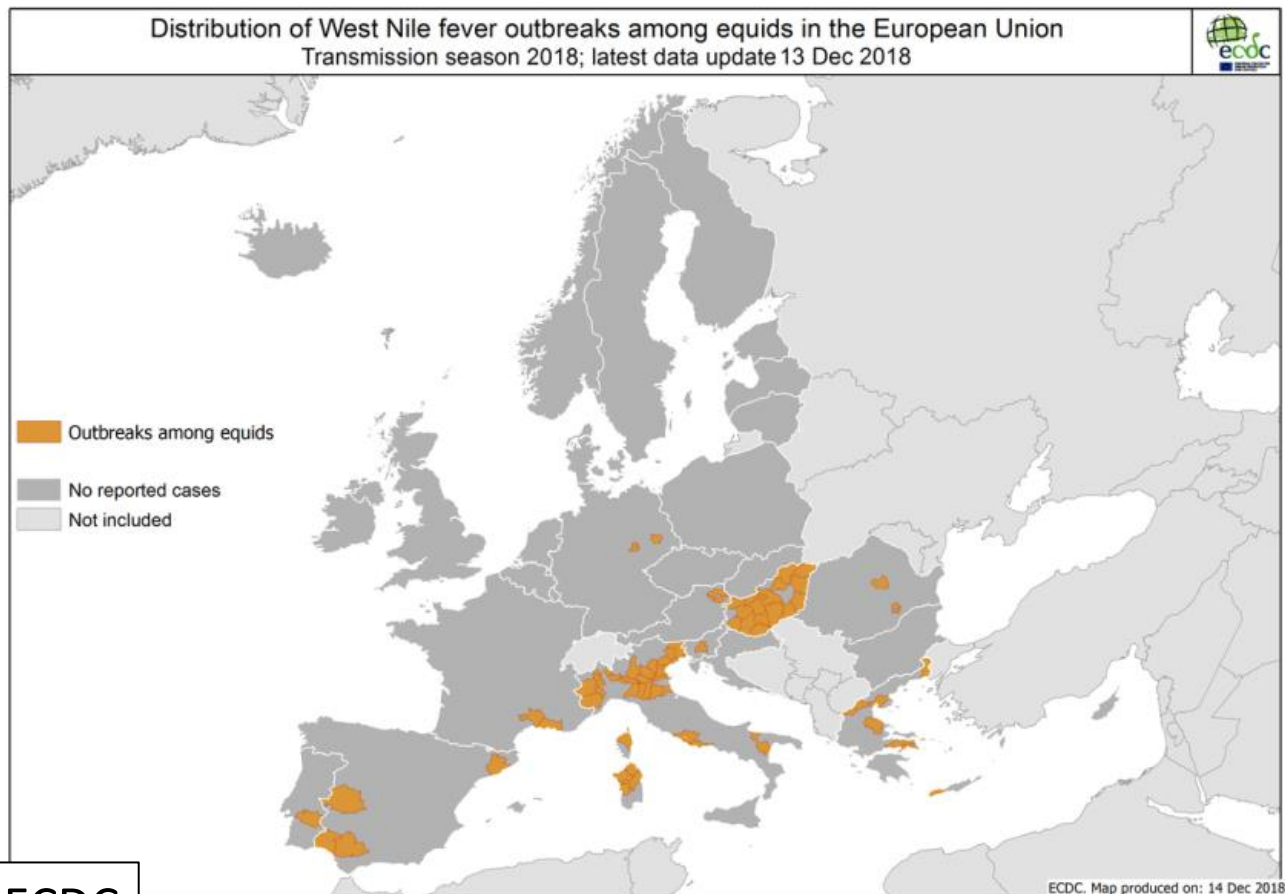 Distribution of West Nile fever outbreaks among equids in the European Union
Transmission season 2018; latest data update 13 Dec 2018
ecdc
Outbreaks among equids
No reported cases
Not included
ECDC. Map produced on: 14 Dec 2018